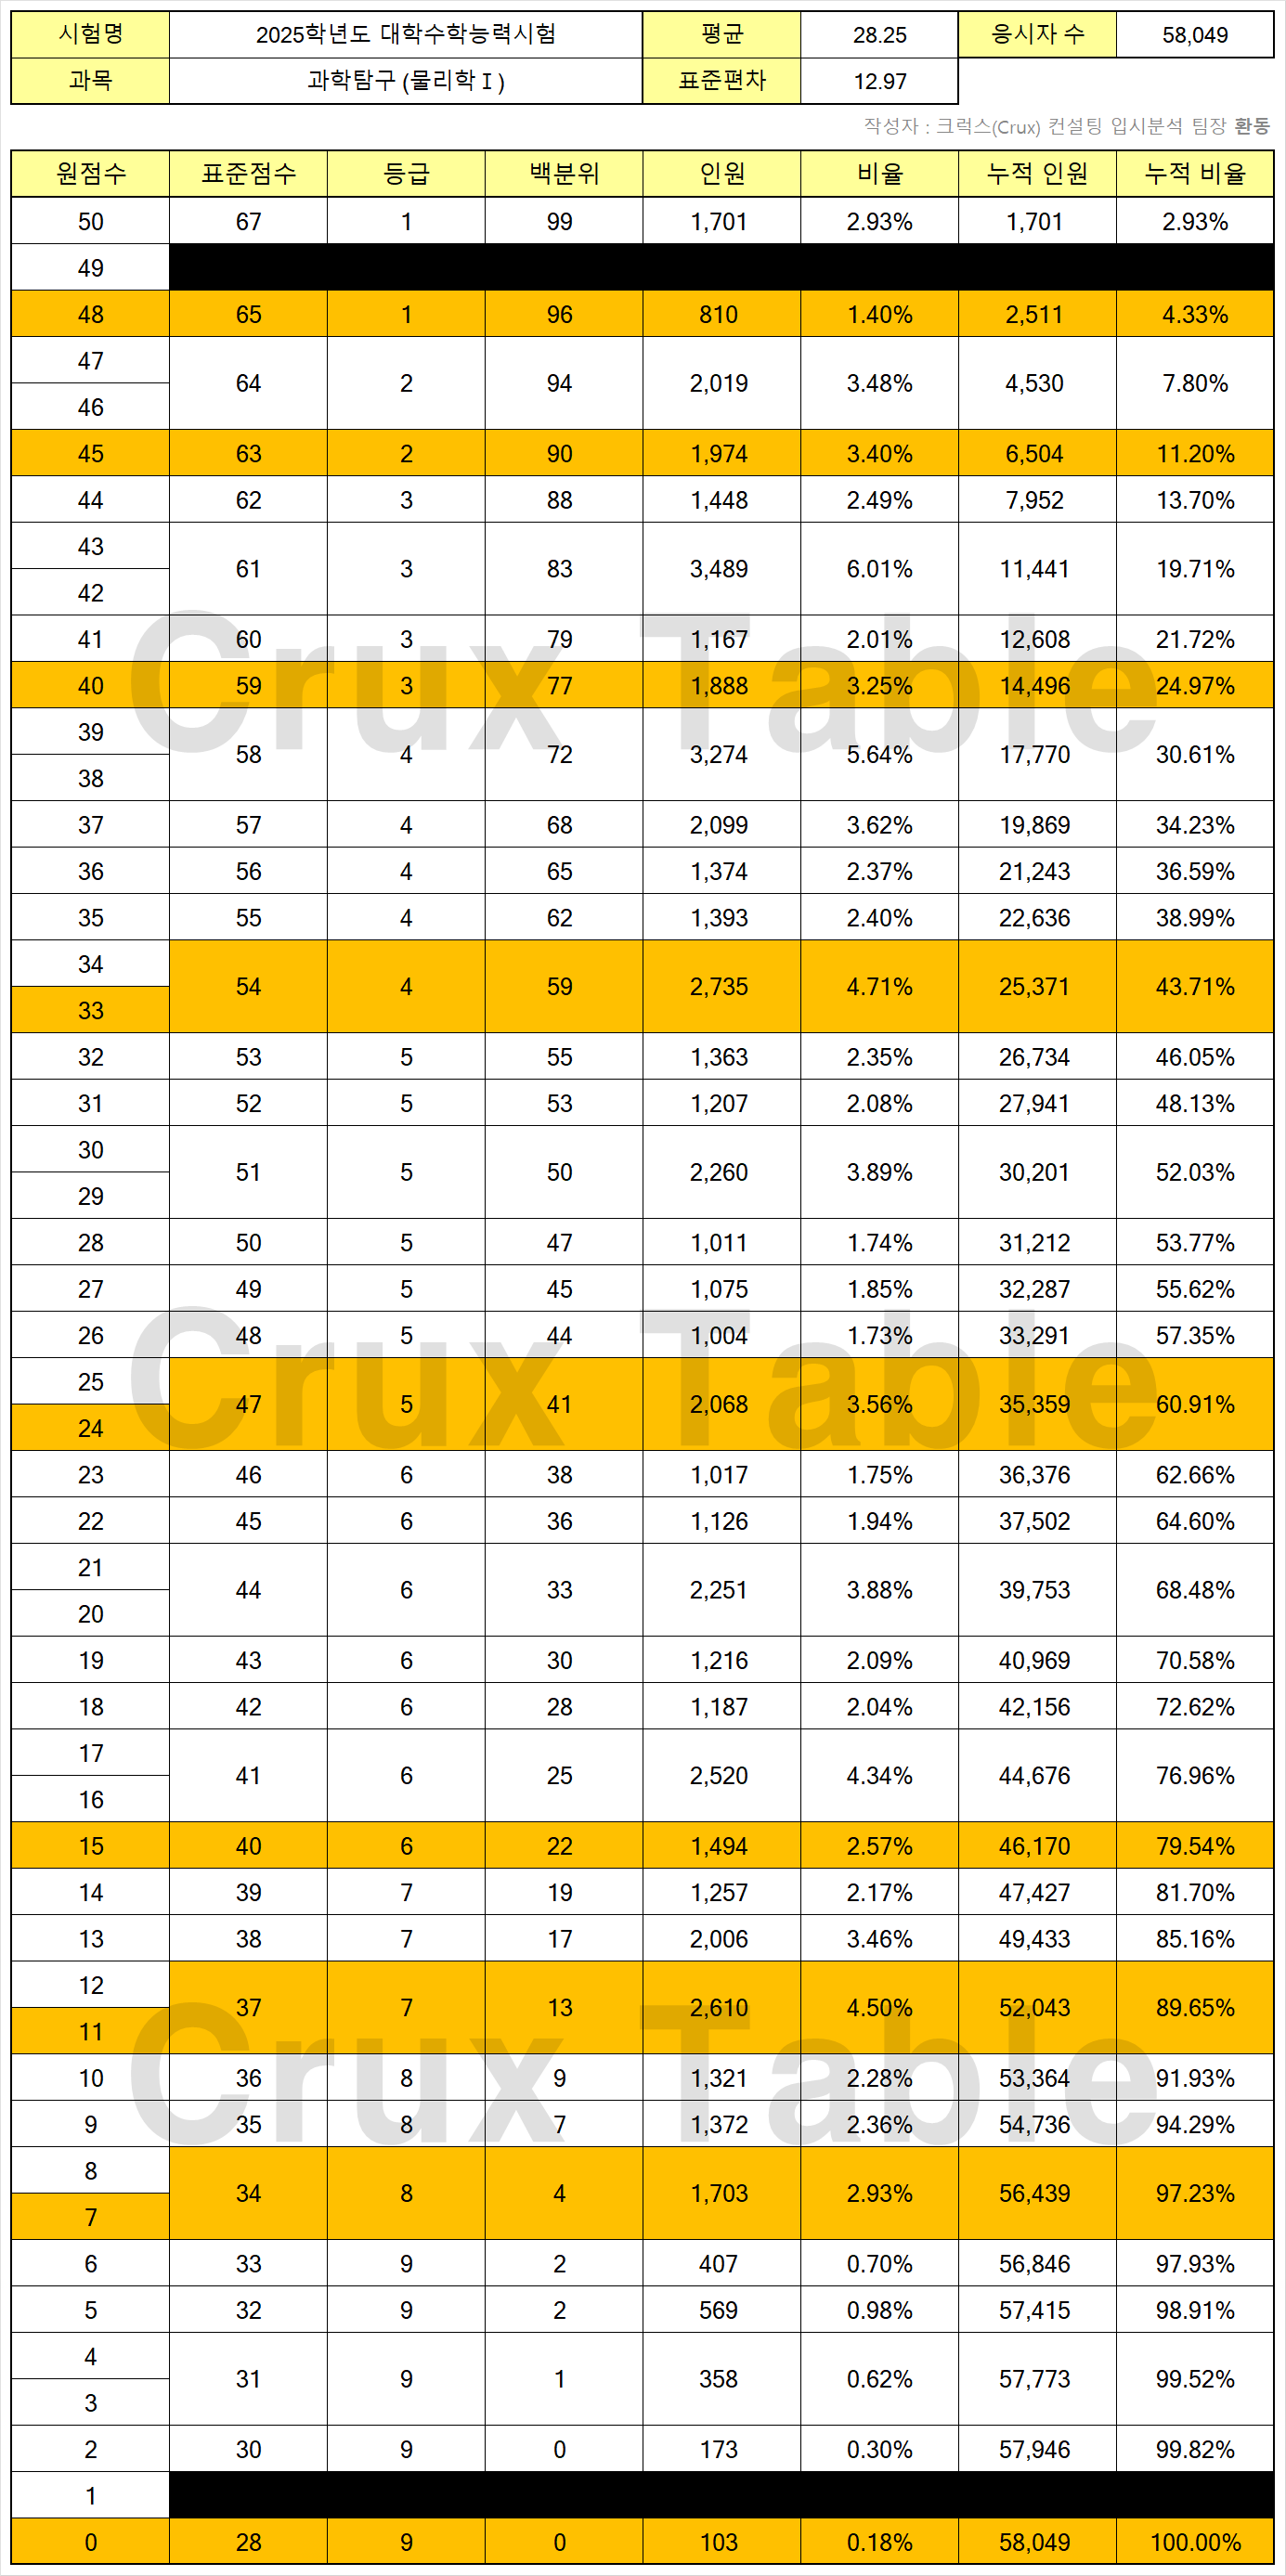 시험명 2025학년도 대학수학능력시험 평균 28.25 응시자 수 58,049
과목 과학탐구 (물리학 I) 표준편차 12.97
작성자 : 크럭스(Crux) 컨설팅 입시분석 팀장 환동
원점수 표준점수 등급 백분위 인원 비율 누적 인원 누적 비율
50 67 1 99 1,701 2.93% 1,701 2.93%
49
48 65 1 96 810 1.40% 2,511 4.33%
47
64 2 94 2,019 3.48% 4,530 7.80%
46
45 63 2 90 1,974 3.40% 6,504 11.20%
44 62 3 88 1,448 2.49% 7,952 13.70%
43
61 3 83 3,489 6.01% 11,441 19.71%
42
41 60 3 79 1,167 2.01% 12,608 21.72%
Crux Table
40 59 3 77 1,888 3.25% 14,496 24.97%
39
58 4 72 3,274 5.64% 17,770 30.61%
38
37 57 4 68 2,099 3.62% 19,869 34.23%
36 56 4 65 1,374 2.37% 21,243 36.59%
35 55 4 62 1,393 2.40% 22,636 38.99%
34
54 4 59 2,735 4.71% 25,371 43.71%
33
32 53 5 55 1,363 2.35% 26,734 46.05%
31 52 5 53 1,207 2.08% 27,941 48.13%
30
51 5 50 2,260 3.89% 30,201 52.03%
29
28 50 5 47 1,011 1.74% 31,212 53.77%
27 49 5 45 1,075 1.85% 32,287 55.62%
26 48 5 44 1,004 1.73% 33,291 57.35%
Crux Table
25
47 5 41 2,068 3.56% 35,359 60.91%
24
23 46 6 38 1,017 1.75% 36,376 62.66%
22 45 6 36 1,126 1.94% 37,502 64.60%
21
44 6 33 2,251 3.88% 39,753 68.48%
20
19 43 6 30 1,216 2.09% 40,969 70.58%
18 42 6 28 1,187 2.04% 42,156 72.62%
17
41 6 25 2,520 4.34% 44,676 76.96%
16
15 40 6 22 1,494 2.57% 46,170 79.54%
14 39 7 19 1,257 2.17% 47,427 81.70%
13 38 7 17 2,006 3.46% 49,433 85.16%
12
37 7 13 2,610 4.50% 52,043 89.65%
11
Crux Table
10 36 8 9 1,321 2.28% 53,364 91.93%
9 35 8 7 1,372 2.36% 54,736 94.29%
8
34 8 4 1,703 2.93% 56,439 97.23%
7
6 33 9 2 407 0.70% 56,846 97.93%
5 32 9 2 569 0.98% 57,415 98.91%
4
31 9 1 358 0.62% 57,773 99.52%
3
2 30 9 0 173 0.30% 57,946 99.82%
1
0 28 9 0 103 0.18% 58,049 100.00%